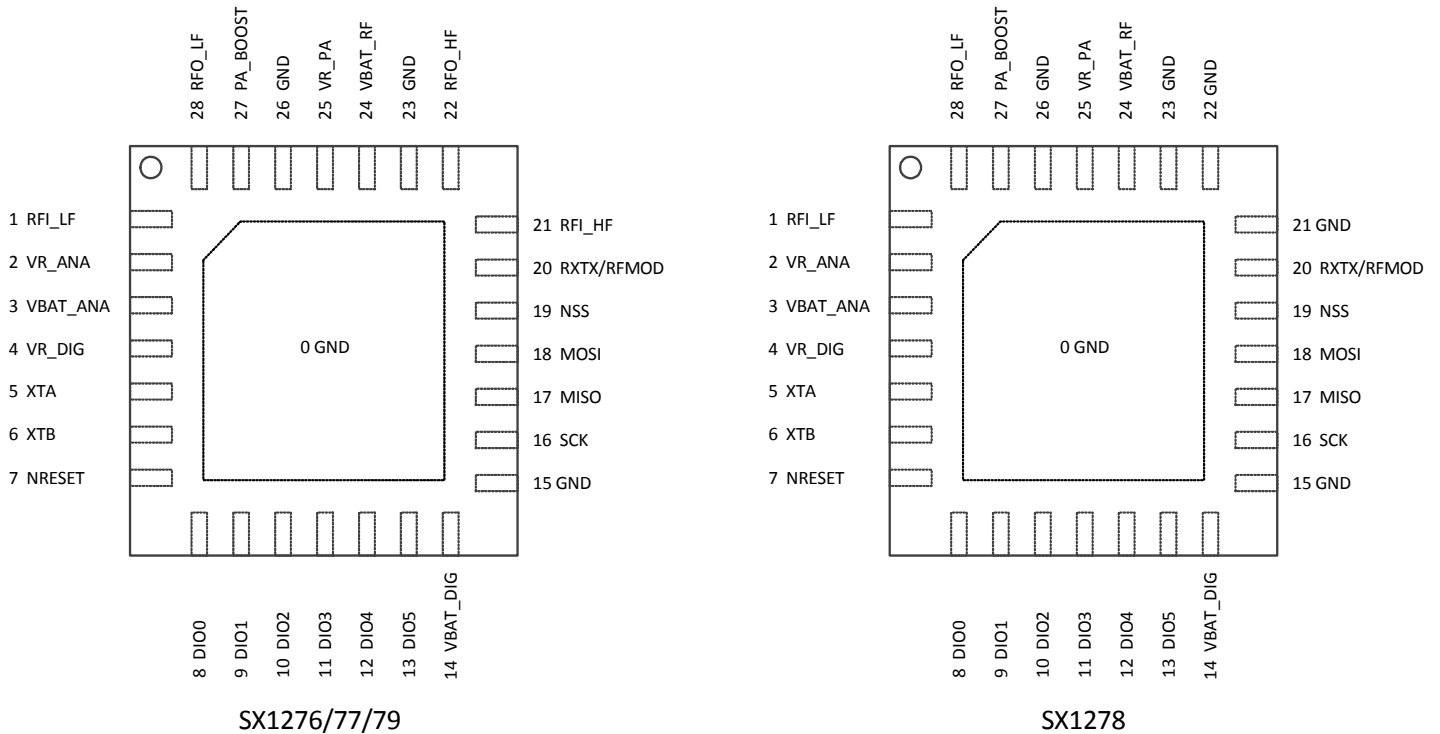 28 RFO_LF
27 PA_BOOST
26 GND
25 VR_PA
24 VBAT_RF
23 GND
22 RFO_HF
1 RFI_LF
2 VR_ANA
3 VBAT_ANA
4 VR_DIG
5 XTA
6 XTB
7 NRESET
0 GND
21 RFI_HF
20 RXTX/RFMOD
19 NSS
18 MOSI
17 MISO
16 SCK
15 GND
8 DIO0
9 DIO1
10 DIO2
11 DIO3
12 DIO4
13 DIO5
14 VBAT_DIG
SX1276/77/79
28 RFO_LF
27 PA_BOOST
26 GND
25 VR_PA
24 VBAT_RF
23 GND
22 GND
1 RFI_LF
2 VR_ANA
3 VBAT_ANA
4 VR_DIG
5 XTA
6 XTB
7 NRESET
0 GND
21 GND
20 RXTX/RFMOD
19 NSS
18 MOSI
17 MISO
16 SCK
15 GND
8 DIO0
9 DIO1
10 DIO2
11 DIO3
12 DIO4
13 DIO5
14 VBAT_DIG
SX1278